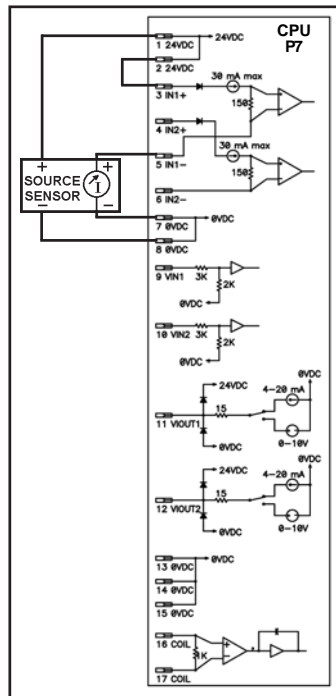 CPU
P7
1 24VDC
24VDC
2 24VDC
30 mA max
3 IN1+
150
4 IN2+
30 mA max
5 IN1-
150
6 IN2-
+ +
SOURCE
SENSOR
I
− −
7 0VDC
0VDC
8 0VDC
9 VIN1
3K
2K
0VDC
10 VIN2
3K
2K
0VDC
0VDC
24VDC
4-20 mA
15
11 VIOUT1
0VDC
0-10V
0VDC
24VDC
4-20 mA
15
12 VIOUT2
0VDC
0-10V
13 0VDC
0VDC
14 0VDC
15 0VDC
16 COIL
1K
17 COIL